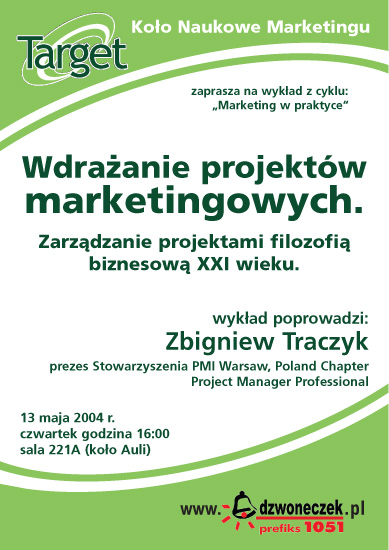 Target
Koło Naukowe Marketingu
zaprasza na wykład z cyklu:
„Marketing w praktyce“
Wdrażanie projektów
marketingowych.
Zarządzanie projektami filozofią
biznesową XXI wieku.
wykład poprowadzi:
Zbigniew Traczyk
prezes Stowarzyszenia PMI Warsaw, Poland Chapter
Project Manager Professional
13 maja 2004 r.
czwartek godzina 16:00
sala 221A (koło Auli)
www.dzwoneczek.pl
prefiks 1051